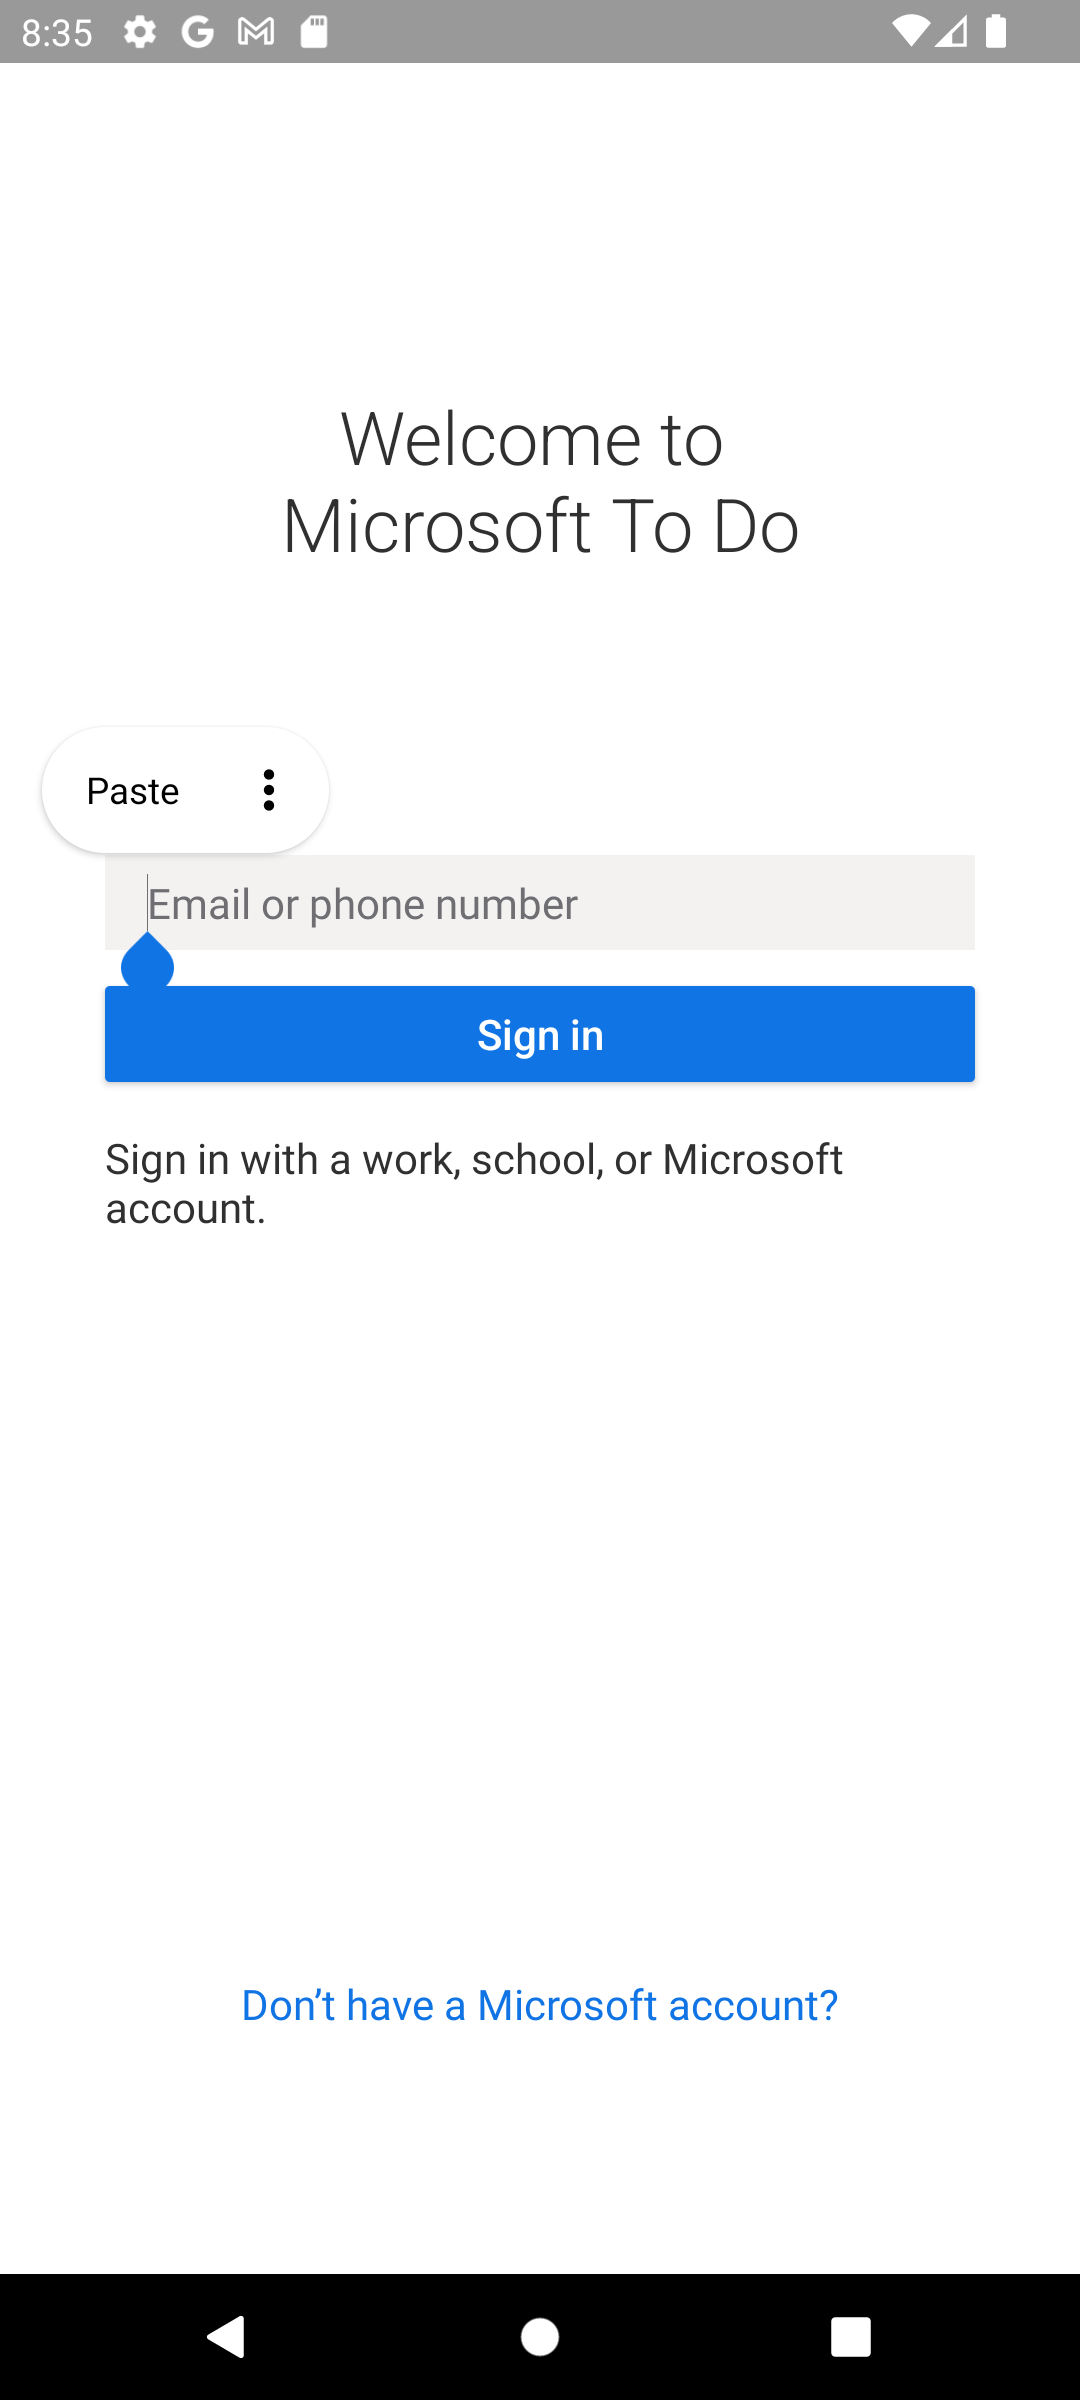 8:35
Welcome to
Microsoft To Do
Paste
Email or phone number
Sign in
Sign in with a work, school, or Microsoft
account.
Don’t have a Microsoft account?